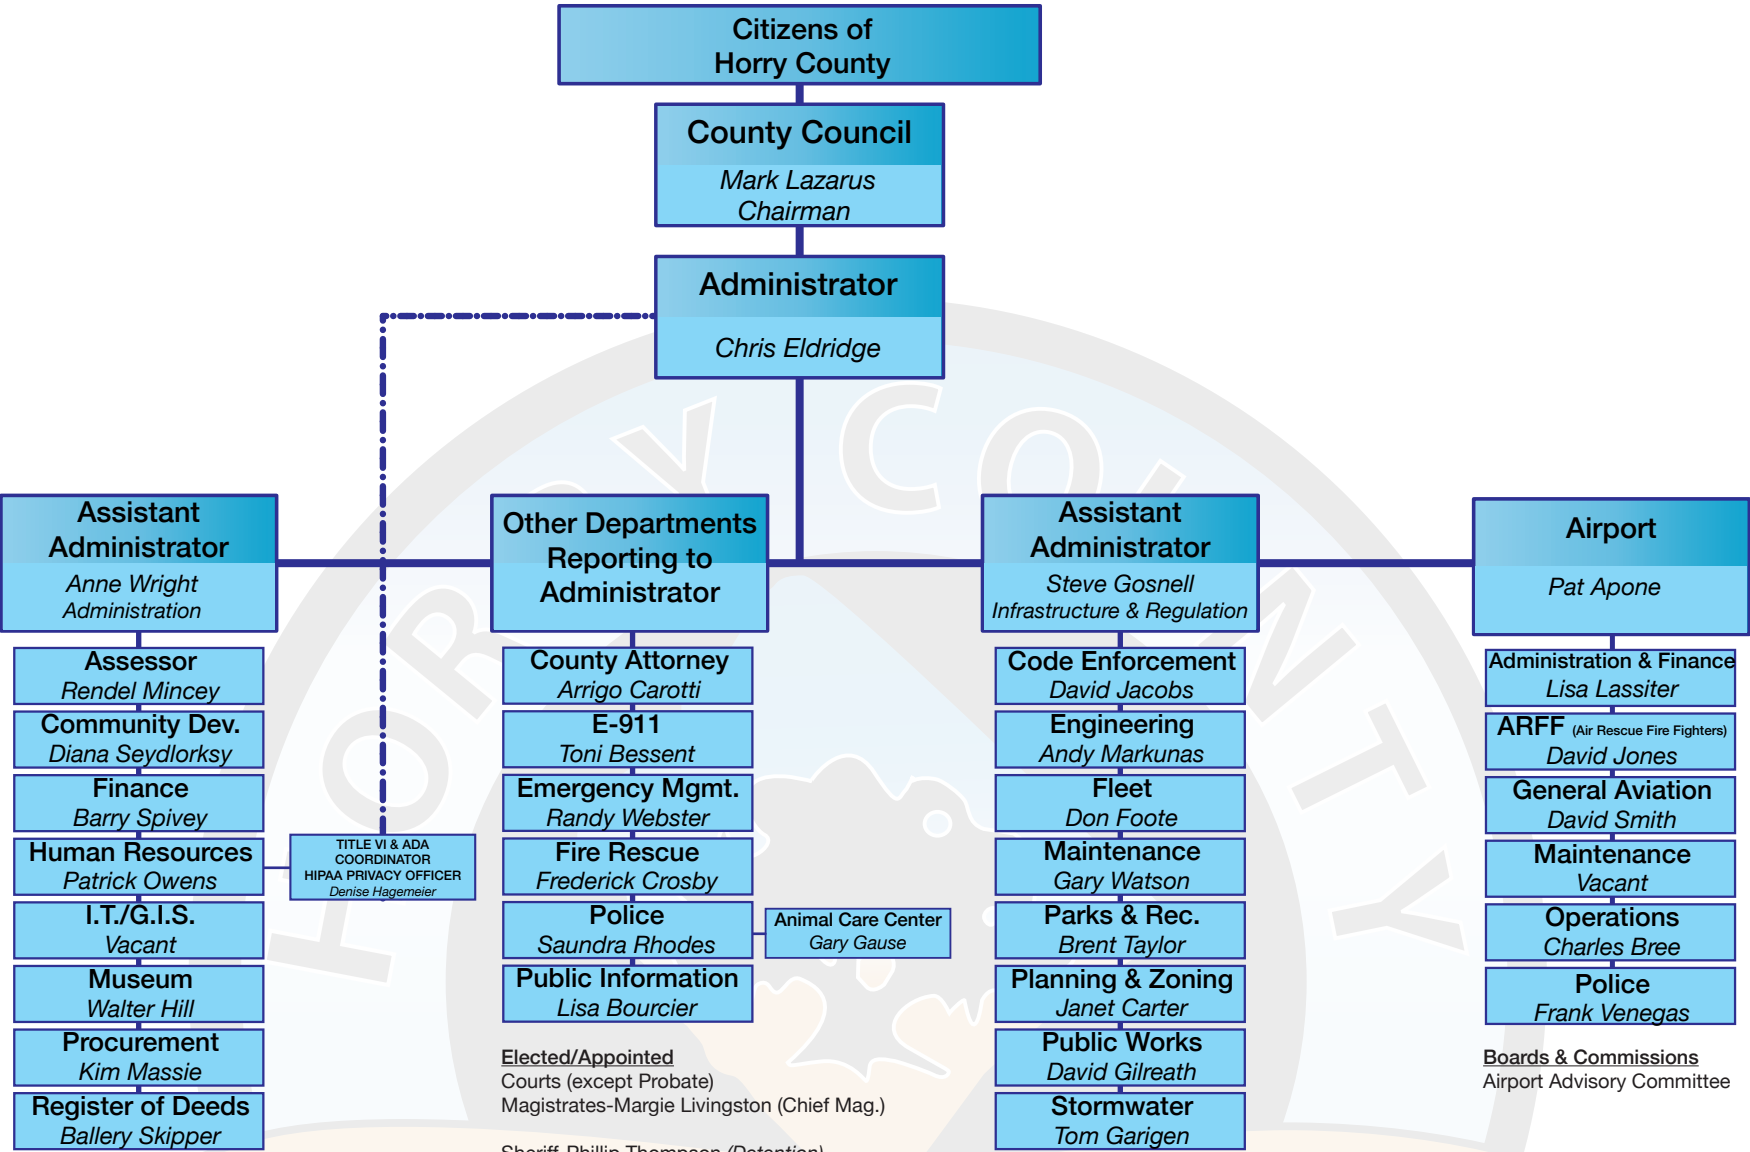 Citizens of
Horry County
County Council
Mark Lazarus
Chairman
Administrator
Chris Eldridge
Assistant
Administrator
Anne Wright
Administration
Assessor
Rendel Mincey
Community Dev.
Diana Seydlorksy
Finance
Barry Spivey
Human Resources
Patrick Owens
TITLE VI & ADA
COORDINATOR
HIPAA PRIVACY OFFICER
Denise Hagemeier
I.T./G.I.S.
Vacant
Museum
Walter Hill
Procurement
Kim Massie
Register of Deeds
Ballery Skipper
Other Departments
Reporting to
Administrator
County Attorney
Arrigo Carotti
E-911
Toni Bessent
Emergency Mgmt.
Randy Webster
Fire Rescue
Frederick Crosby
Police
Saundra Rhodes
Animal Care Center
Gary Gause
Public Information
Lisa Bourcier
Elected/Appointed
Courts (except Probate)
Magistrates-Margie Livingston (Chief Mag.)
Sheriff-Phillip Thompson (Detention)
Assistant
Administrator
Steve Gosnell
Infrastructure & Regulation
Code Enforcement
David Jacobs
Engineering
Andy Markunas
Fleet
Don Foote
Maintenance
Gary Watson
Parks & Rec.
Brent Taylor
Planning & Zoning
Janet Carter
Public Works
David Gilreath
Stormwater
Tom Garigen
Airport
Pat Apone
Administration & Finance
Lisa Lassiter
ARFF (Air Rescue Fire Fighters)
David Jones
General Aviation
David Smith
Maintenance
Vacant
Operations
Charles Bree
Police
Frank Venegas
Boards & Commissions
Airport Advisory Committee
HORRY COUNTY